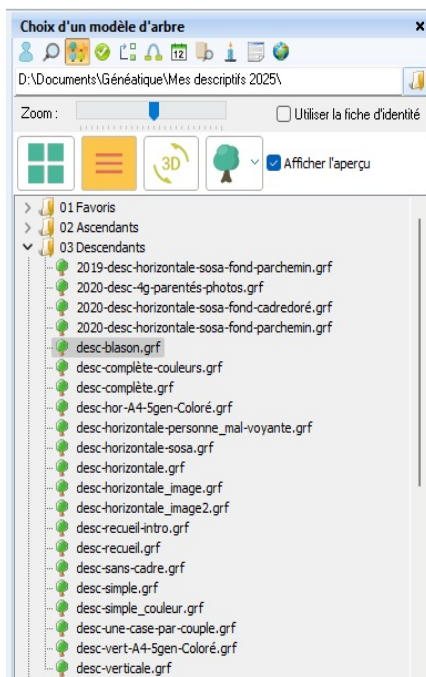 Choix d'un modèle d'arbre
12
D:\Documents\Généatique\Mes descriptifs 2025\
Zoom :
Utiliser la fiche d'identité
3D
Afficher l'aperçu
01 Favoris
02 Ascendants
03 Descendants
2019-desc-horizontale-sosa-fond-parchemin.grf
2020-desc-4g-parentés-photos.grf
2020-desc-horizontale-sosa-fond-cadredoré.grf
2020-desc-horizontale-sosa-fond-parchemin.grf
desc-blason.grf
desc-complète-couleurs.grf
desc-complète.grf
desc-hor-A4-5gen-Coloré.grf
desc-horizontale-personne_mal-voyante.grf
desc-horizontale-sosa.grf
desc-horizontale.grf
desc-horizontale_image.grf
desc-horizontale_image2.grf
desc-recueil-intro.grf
desc-recueil.grf
desc-sans-cadre.grf
desc-simple.grf
desc-simple_couleur.grf
desc-une-case-par-couple.grf
desc-vert-A4-5gen-Coloré.grf
desc-verticale.grf